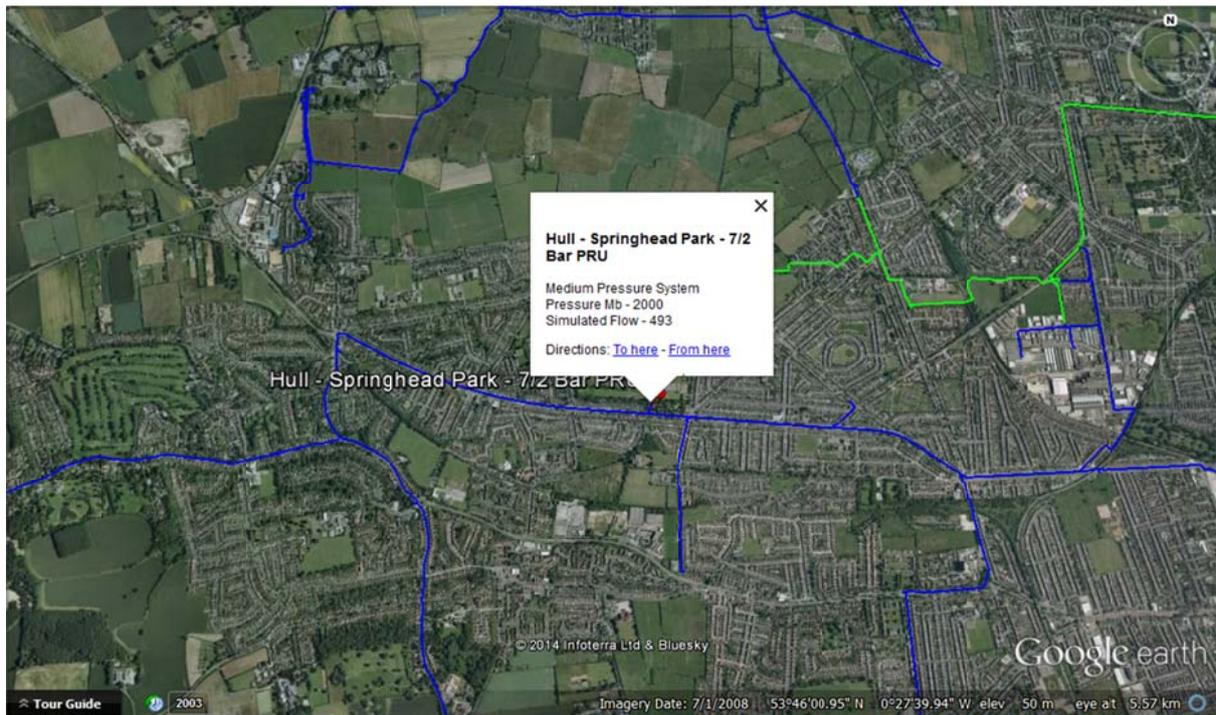 N
Hull - Springhead Park - 7/2
Bar PRU
Medium Pressure System
Pressure Mb - 2000
Simulated Flow - 493
Directions: To here - From here
Hull - Springhead Park - 7/2 Bar PRU
© 2014 Infoterra Ltd & Bluesky
Google earth
Tour Guide
2003
Imagery Date: 7/1/2008 53°46'00.95" N 0°27'39.94" W elev 50 m eye alt 5.57 km